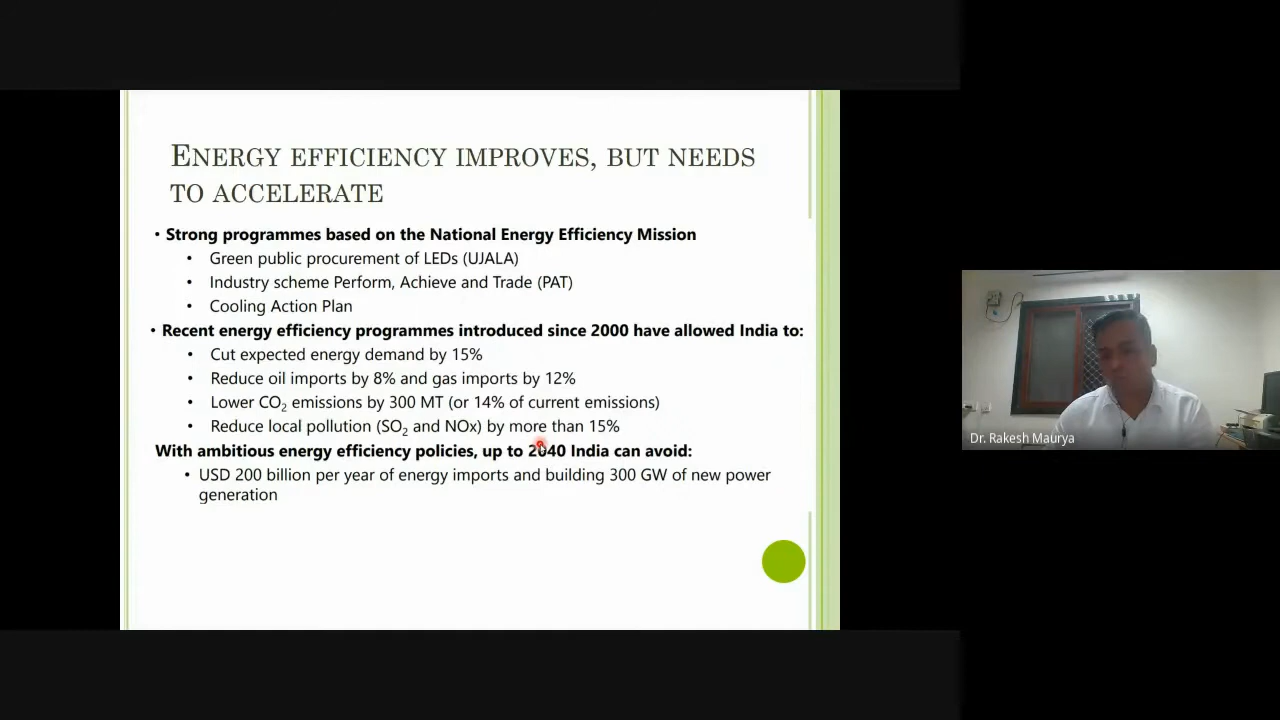 ENERGY EFFICIENCY IMPROVES, BUT NEEDS
TO ACCELERATE
• Strong programmes based on the National Energy Efficiency Mission
• Green public procurement of LEDs (UJALA)
• Industry scheme Perform, Achieve and Trade (PAT)
• Cooling Action Plan
• Recent energy efficiency programmes introduced since 2000 have allowed India to:
• Cut expected energy demand by 15%
• Reduce oil imports by 8% and gas imports by 12%
• Lower CO₂ emissions by 300 MT (or 14% of current emissions)
• Reduce local pollution (SO₂ and NOx) by more than 15%
With ambitious energy efficiency policies, up to 2040 India can avoid:
• USD 200 billion per year of energy imports and building 300 GW of new power
generation
Dr. Rakesh Maurya